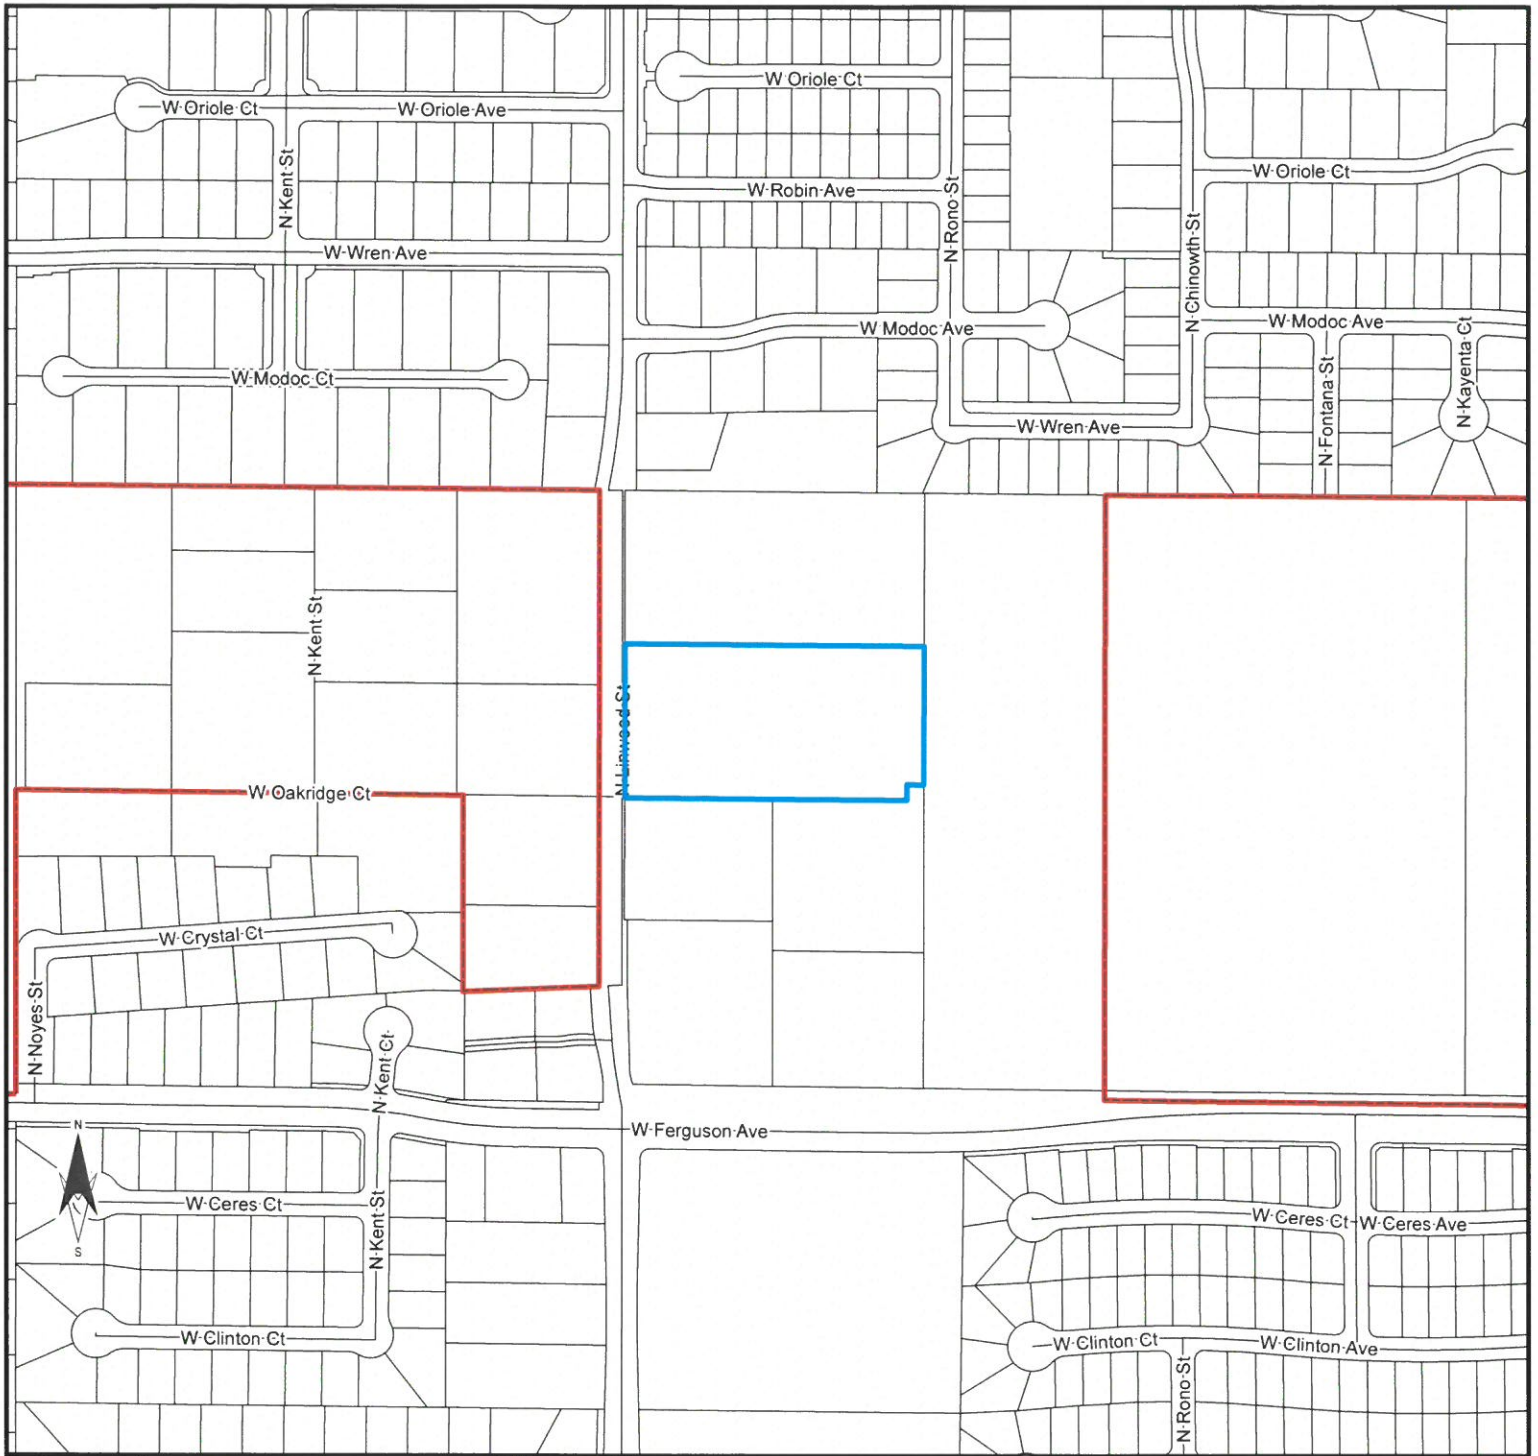 W Oriole Ct
W Oriole Ct
W Oriole Ave
N Kent St
W Robin Ave
N Rono St
W Oriole Ct
N Chinowth St
W Wren Ave
W Modoc Ave
W Modoc Ave
N Kayenta Ct
N Fontana St
W Modoc Ct
W Wren Ave
N Kent St
N Linwood St
W Oakridge Ct
W Crystal Ct
N Noyes St
N Kent Ct
W Ferguson Ave
N
S
W Ceres Ct
N Kent St
W Ceres Ct
W Ceres Ave
W Clinton Ct
W Clinton Ct
W Clinton Ave
N Rono St